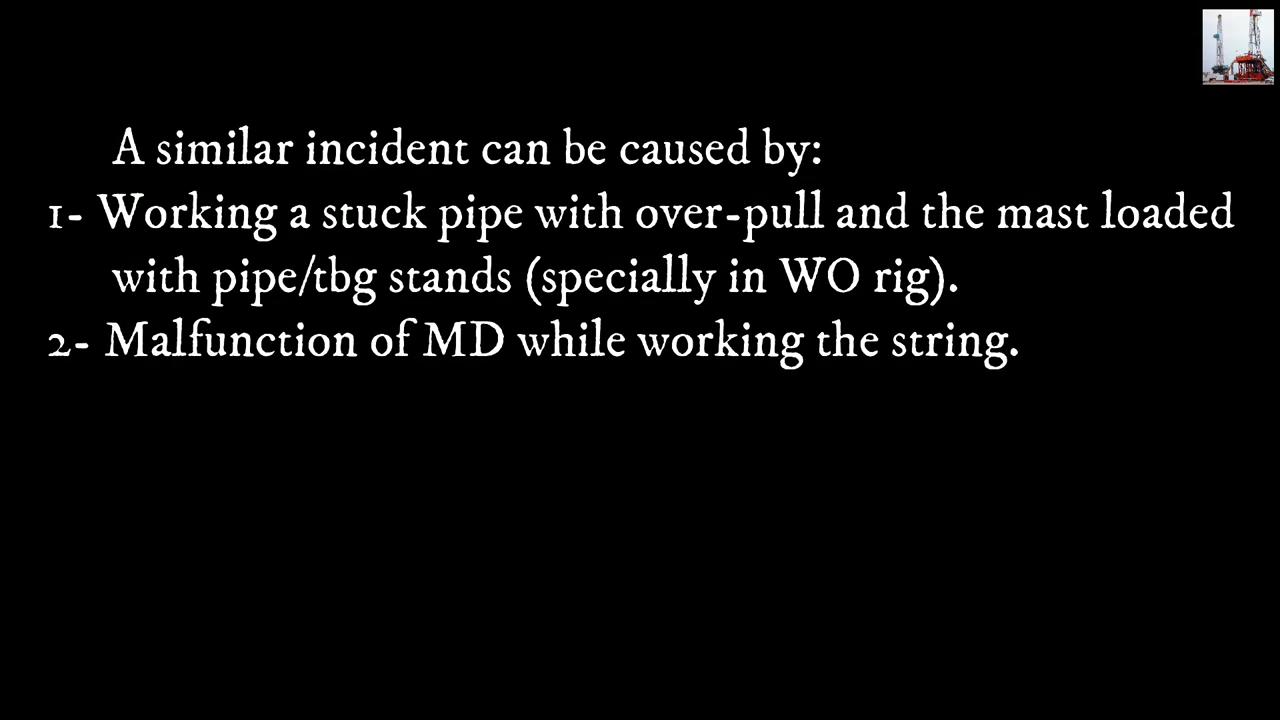 A similar incident can be caused by:
1- Working a stuck pipe with over-pull and the mast loaded
with pipe/tbg stands (specially in WO rig).
2- Malfunction of MD while working the string.